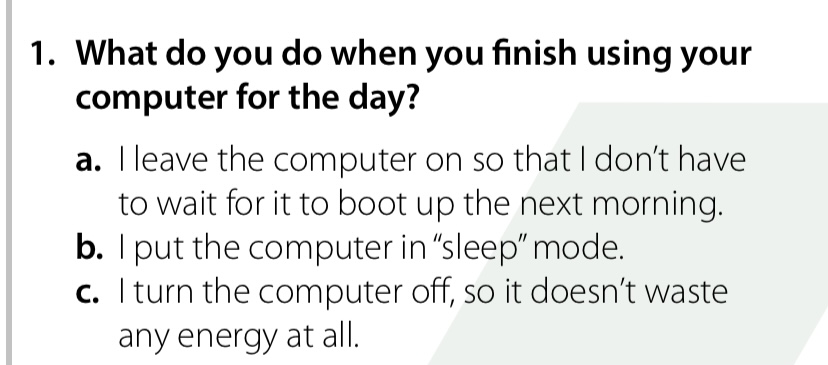 1. What do you do when you finish using your
computer for the day?
a. I leave the computer on so that I don’t have
to wait for it to boot up the next morning.
b. I put the computer in “sleep” mode.
c. I turn the computer off, so it doesn’t waste
any energy at all.